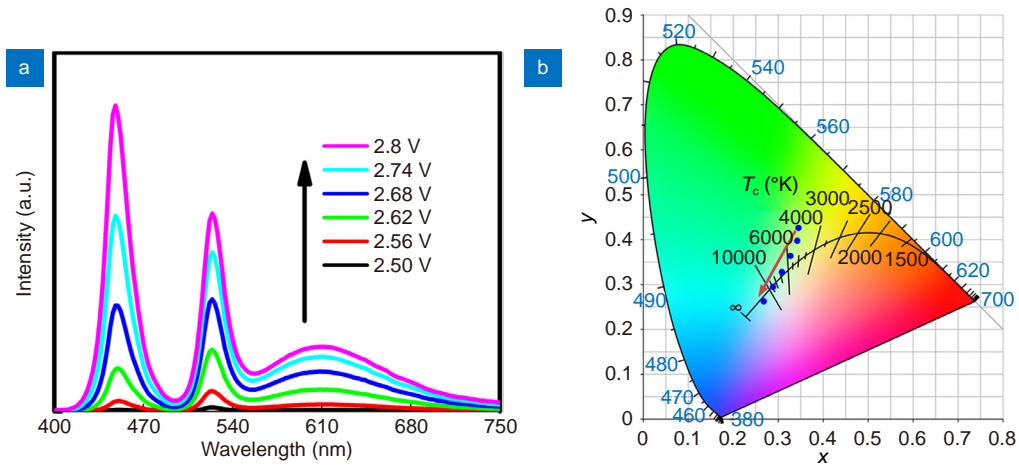 a
Intensity (a.u.)
2.8 V
2.74 V
2.68 V
2.62 V
2.56 V
2.50 V
400 470 540 610 680 750
Wavelength (nm)
b
y
0.9
0.8
0.7
0.6
0.5
0.4
0.3
0.2
0.1
0
0 0.1 0.2 0.3 0.4 0.5 0.6 0.7 0.8
x
520
540
560
500
580
600
620
700
490
480
470
460
380
Tc (°K)
3000
2500
4000
6000
10000
2000
1500
∞